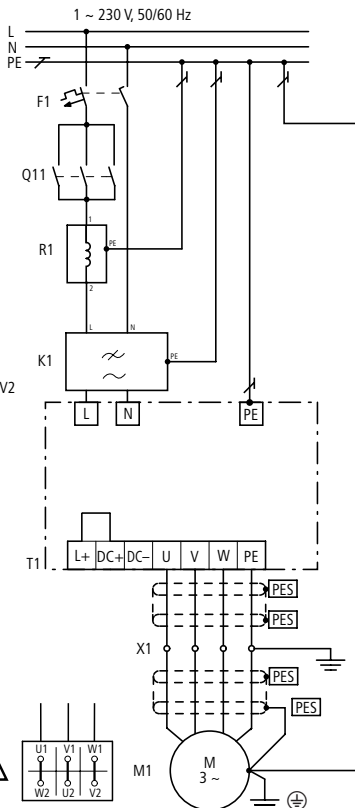 1 ~ 230 V, 50/60 Hz
L
N
PE
F1
Q11
1
R1
PE
2
L
N
K1
PE
V2
L
N
PE
L+ DC+ DC– U V W PE
T1
PES
PES
X1
PES
PES
U1 V1 W1
W2 U2 V2
M1
M
3 ~